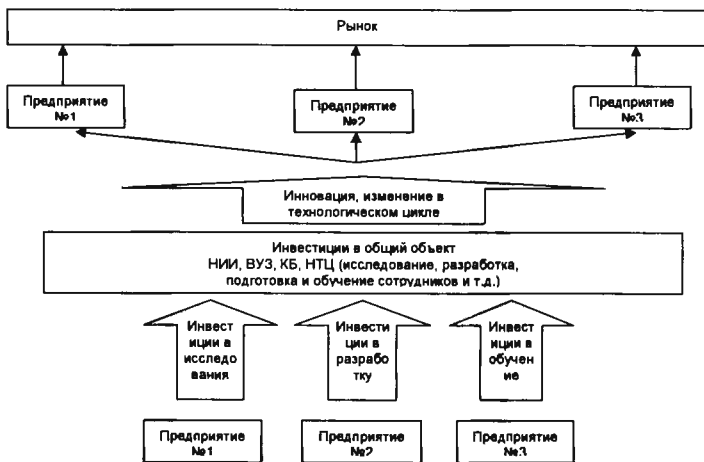 Рынок
Предприятие
№1
Предприятие
№2
Предприятие
№3
Инновация, изменение в
технологическом цикле
Инвестиции в общий объект
НИИ, ВУЗ, КБ, НТЦ (исследование, разработка,
подготовка и обучение сотрудников и т.д.)
Инвест
иции в
исследо
вания
Инвести
ции в
разрабо
тку
Инвест
иции в
обучен
ие
Предприятие
№1
Предприятие
№2
Предприятие
№3